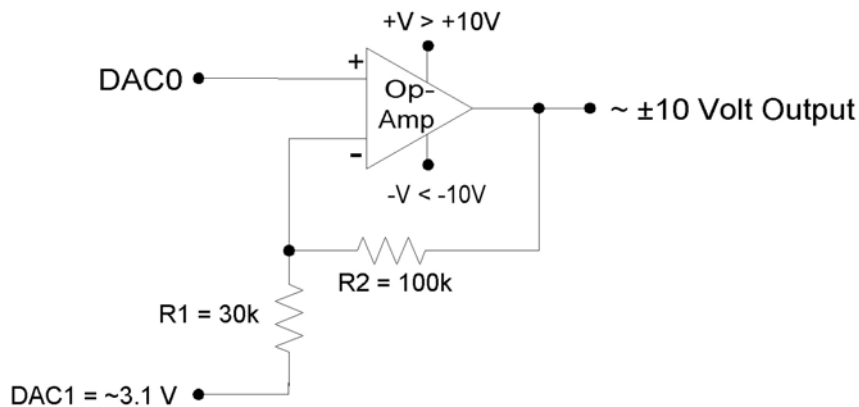 +V > +10V
+
DAC0
Op-
Amp
~ ±10 Volt Output
-
-V < -10V
R2 = 100k
R1 = 30k
DAC1 = ~3.1 V